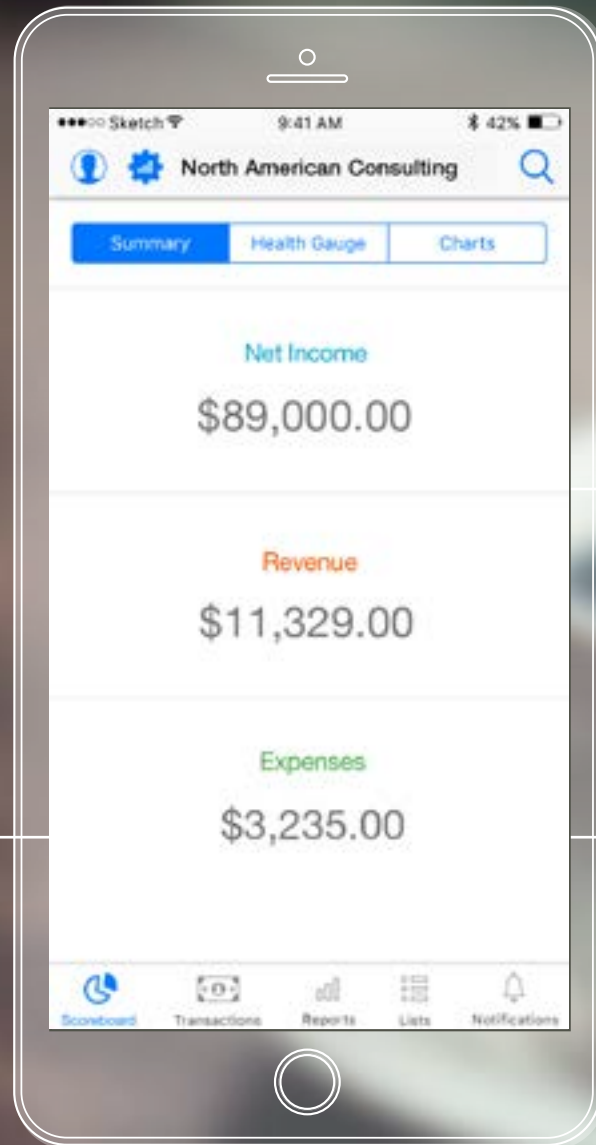 Sketch 9:41 AM 42%
North American Consulting
Summary Health Gauge Charts
Net Income
$89,000.00
Revenue
$11,329.00
Expenses
$3,235.00
Scoreboard Transactions Reports Lists Notifications